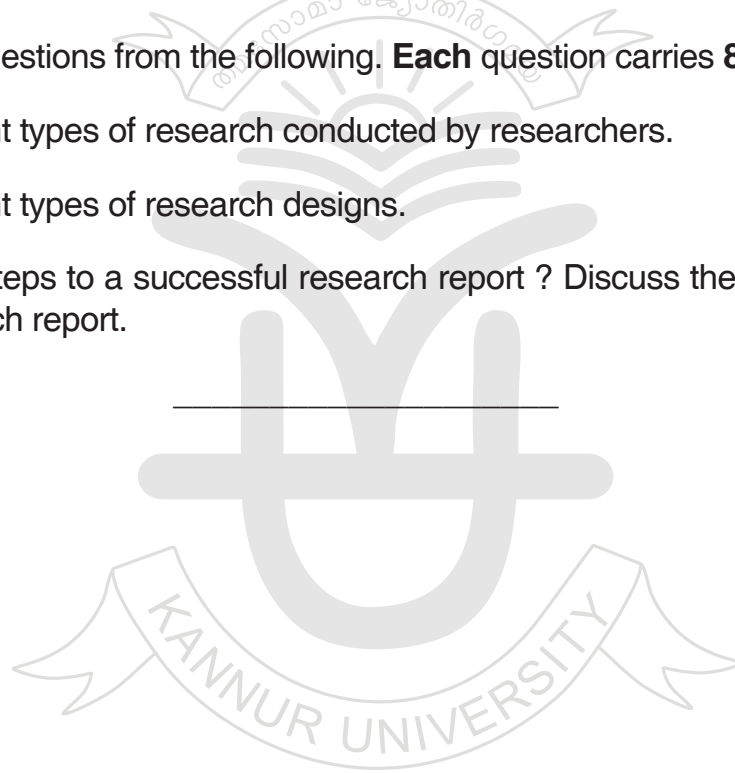 estions from the following. Each question carries 8
t types of research conducted by researchers.
t types of research designs.
teps to a successful research report ? Discuss the
ch report.
KANNUR UNIVERSITY